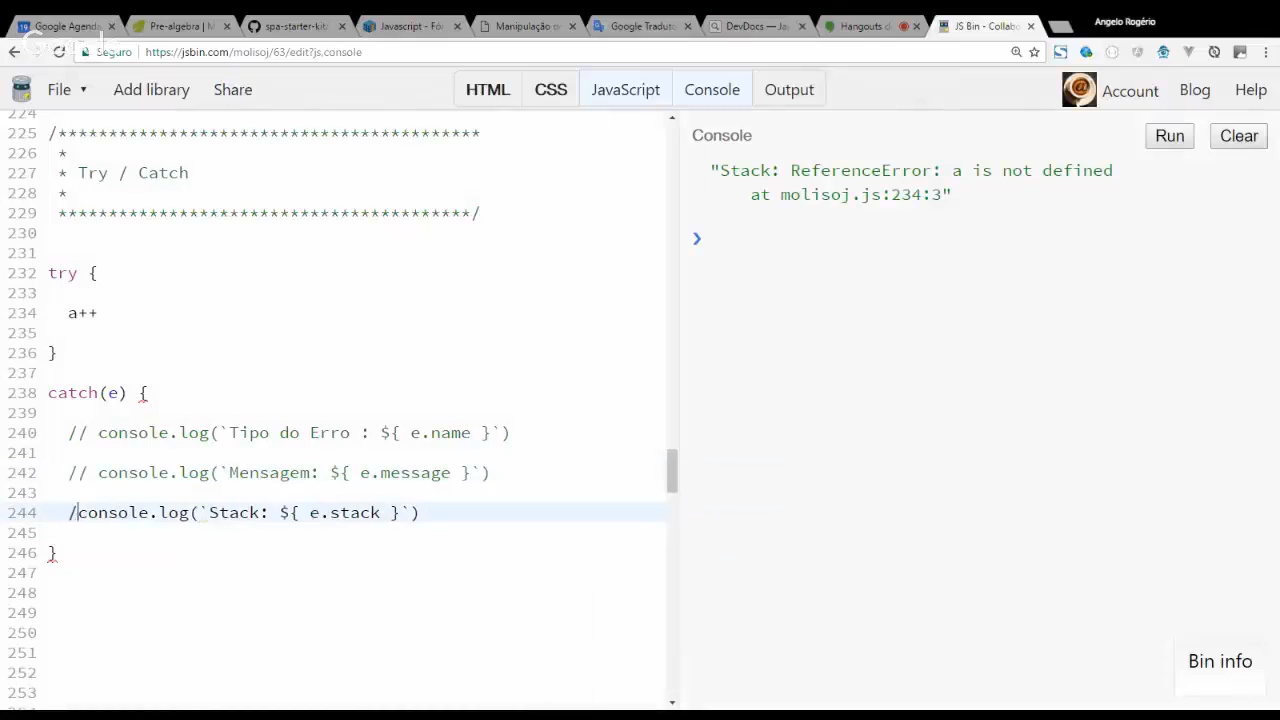 Google Agenda
Pre-algebra | M
spa-starter-kit
Javascript - Fó
Manipulação
Google Traduto
DevDocs — Ja
Hangouts d
JS Bin - Collabo
Angelo Rogério
Seguro
https://jsbin.com/molisoj/63/edit?js,console
File
Add library
Share
HTML
CSS
JavaScript
Console
Output
Account
Blog
Help
224
225 /******************************************
226 *
227 * Try / Catch
228 *
229 *****************************************/
230
231
232 try {
233
234 a++
235
236 }
237
238 catch(e) {
239
240 // console.log(`Tipo do Erro : ${ e.name }`)
241
242 // console.log(`Mensagem: ${ e.message }`)
243
244 /console.log(`Stack: ${ e.stack }`)
245
246 }
247
248
249
250
251
252
253
Console
Run
Clear
"Stack: ReferenceError: a is not defined
at molisoj.js:234:3"
Bin info